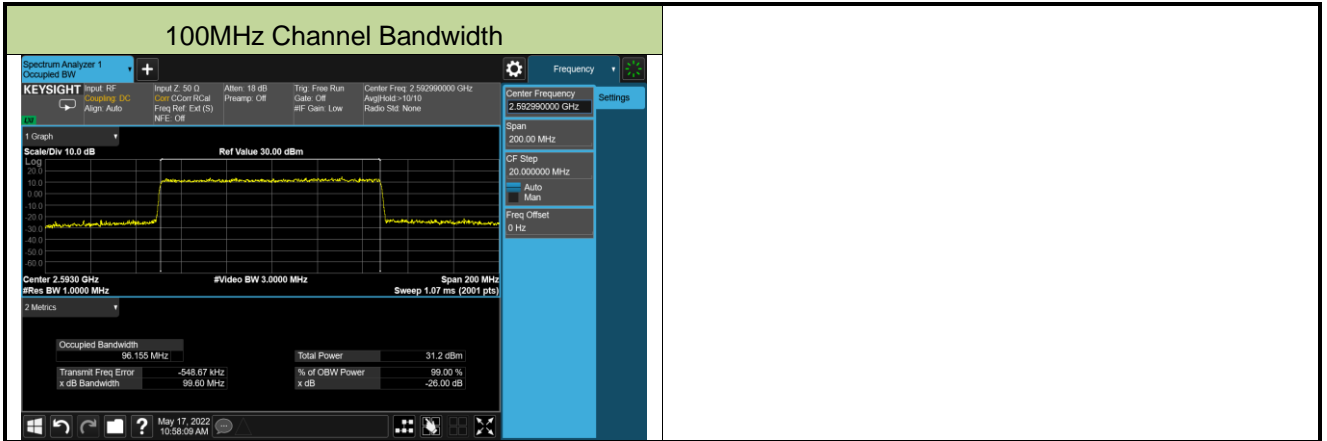 100MHz Channel Bandwidth
Spectrum Analyzer 1
Occupied BW
Frequency
KEYSIGHT
Input: RF
Coupling: DC
Align: Auto
Input Z: 50 Ω
Corr CCorr RCal
Freq Ref: Ext (S)
NFE: Off
Atten: 18 dB
Preamp: Off
Trig: Free Run
Gate: Off
#IF Gain: Low
Center Freq: 2.592990000 GHz
Avg|Hold:>10/10
Radio Std: None
Center Frequency
2.592990000 GHz
Settings
Span
200.00 MHz
CF Step
20.000000 MHz
Auto
Man
Freq Offset
0 Hz
1 Graph
Scale/Div 10.0 dB
Ref Value 30.00 dBm
Log
20.0
10.0
0.00
-10.0
-20.0
-30.0
-40.0
-50.0
-60.0
Center 2.5930 GHz
#Video BW 3.0000 MHz
Span 200 MHz
#Res BW 1.0000 MHz
Sweep 1.07 ms (2001 pts)
2 Metrics
Occupied Bandwidth
96.155 MHz
Total Power
31.2 dBm
Transmit Freq Error
-548.67 kHz
% of OBW Power
99.00 %
x dB Bandwidth
99.60 MHz
x dB
-26.00 dB
?
May 17, 2022
10:58:09 AM